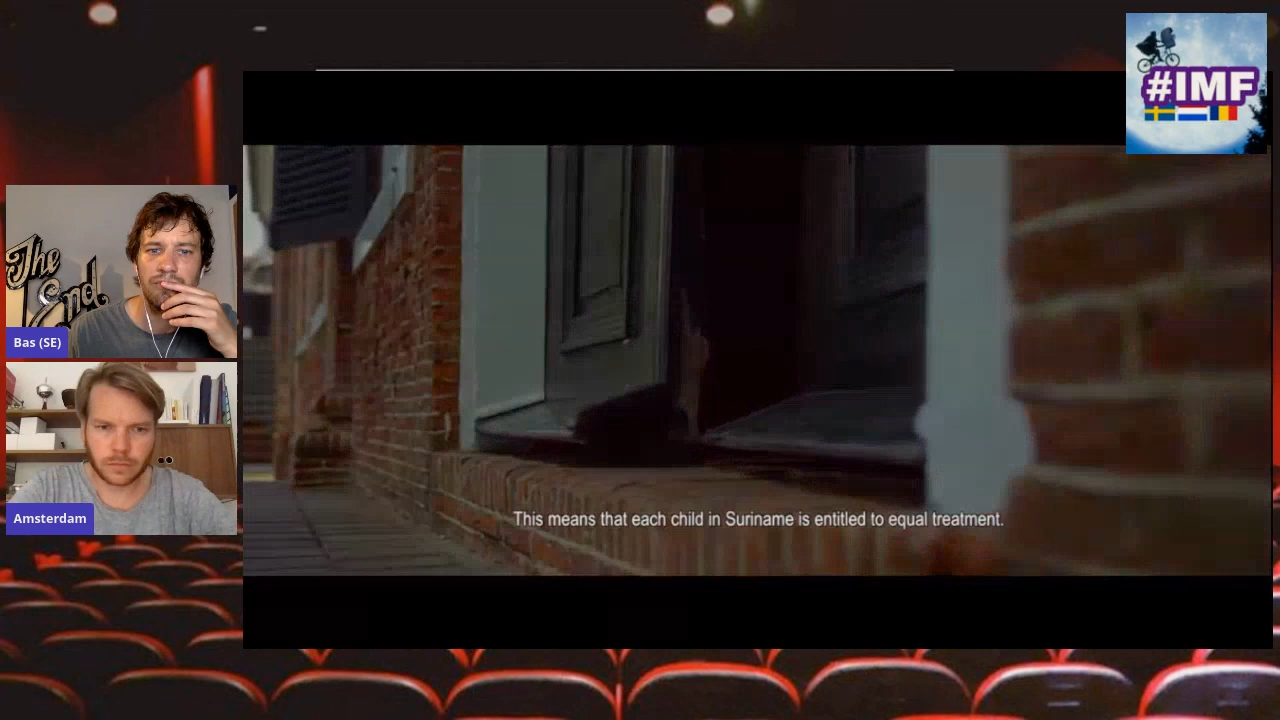 #IMF
The
End
Bas (SE)
Amsterdam
This means that each child in Suriname is entitled to equal treatment.